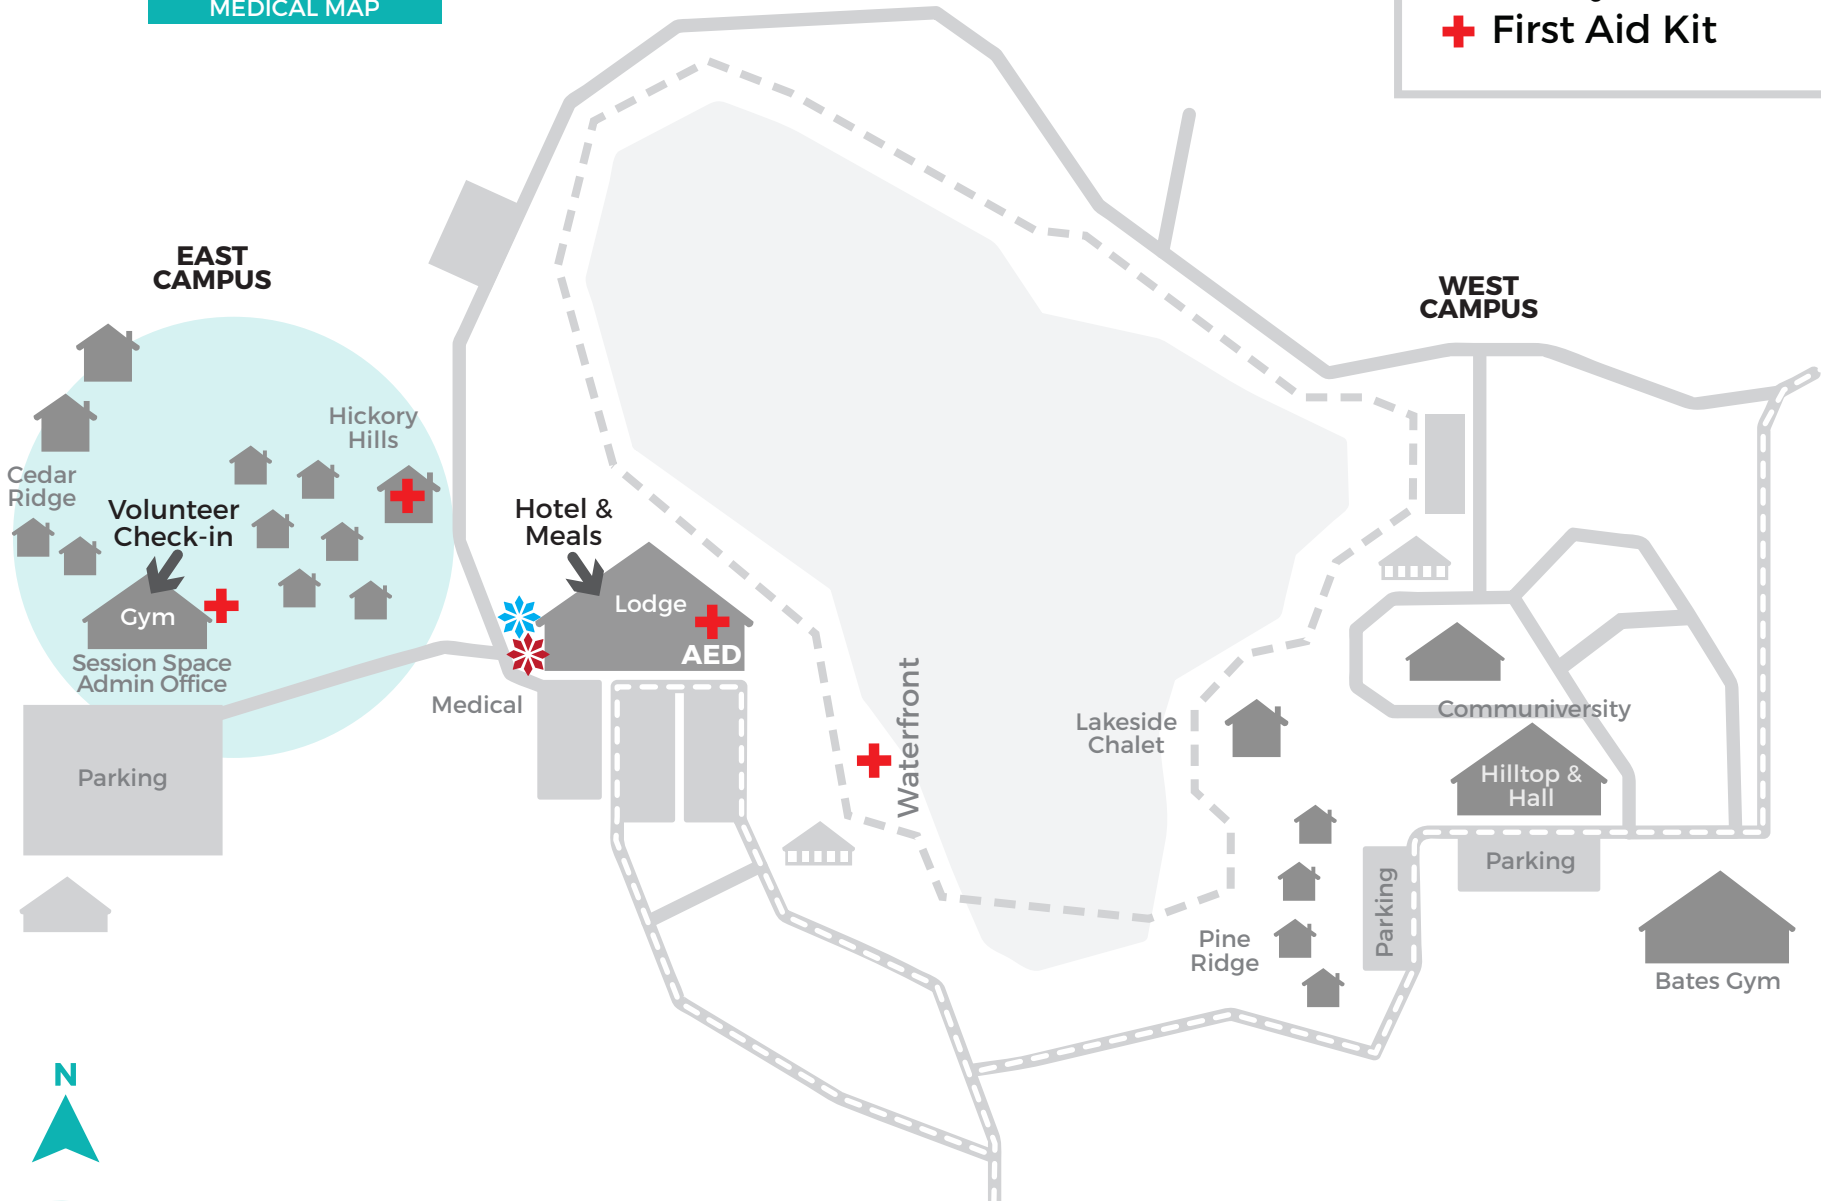 MEDICAL MAP
First Aid Kit
EAST
CAMPUS
WEST
CAMPUS
Hickory
Hills
Cedar
Ridge
Volunteer
Check-in
Hotel &
Meals
Gym
Lodge
AED
Session Space
Admin Office
Medical
Parking
Waterfront
Lakeside
Chalet
Communiversity
Hilltop &
Hall
Parking
Parking
Pine
Ridge
Bates Gym
N